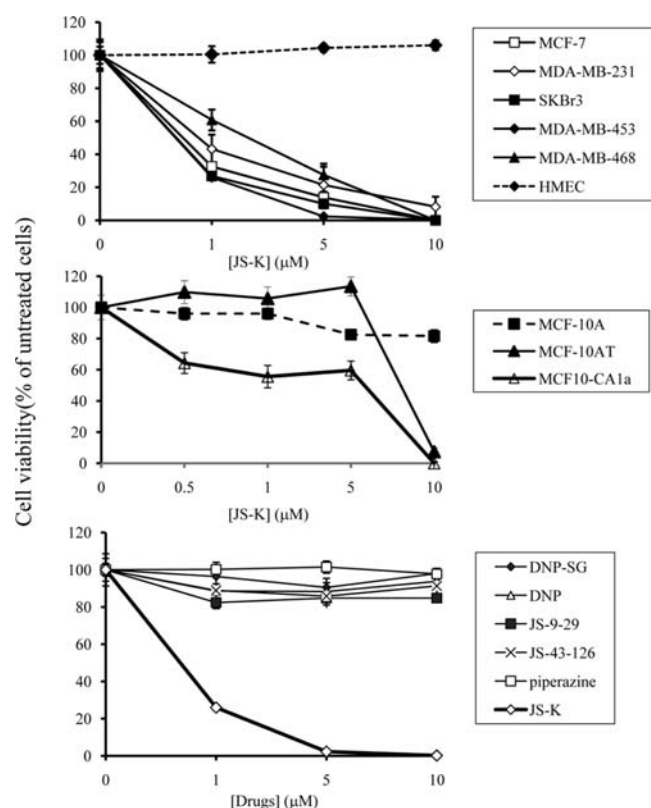 Cell viability(% of untreated cells)
120
100
80
60
40
20
0
0 1 5 10
[JS-K] (µM)
MCF-7
MDA-MB-231
SKBr3
MDA-MB-453
MDA-MB-468
HMEC
120
100
80
60
40
20
0
0 0.5 1 5 10
[JS-K] (µM)
MCF-10A
MCF-10AT
MCF10-CA1a
120
100
80
60
40
20
0
0 1 5 10
[Drugs] (µM)
DNP-SG
DNP
JS-9-29
JS-43-126
piperazine
JS-K